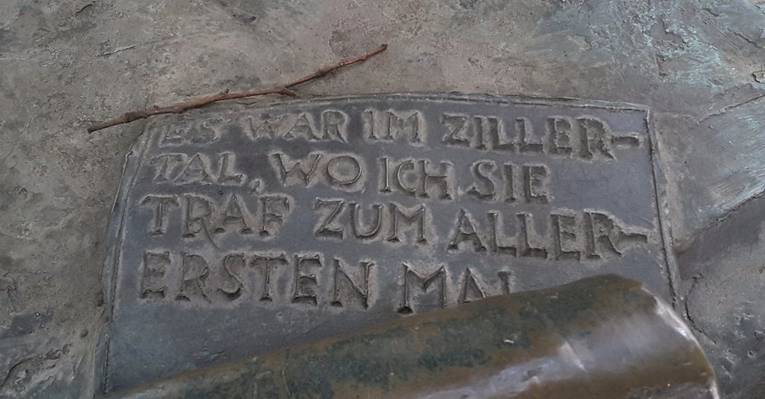 ES WAR IM ZILLER-
TAL, WO ICH SIE
TRAF ZUM ALLER-
ERSTEN MAL